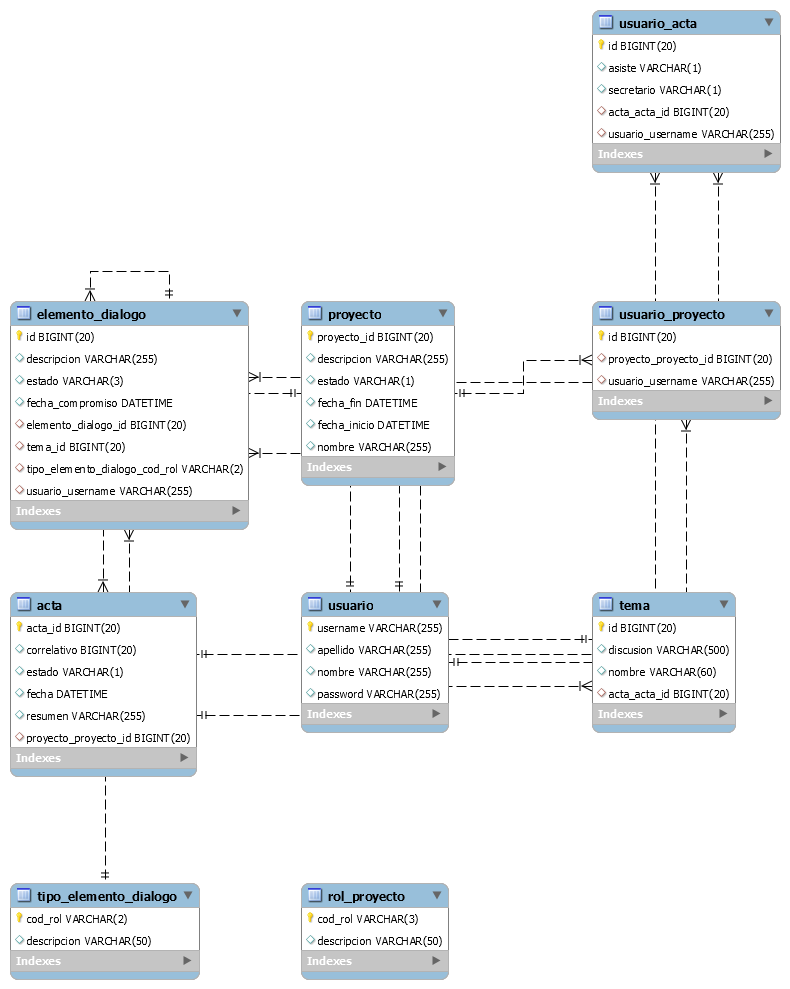 usuario_acta
id BIGINT(20)
asiste VARCHAR(1)
secretario VARCHAR(1)
acta_acta_id BIGINT(20)
usuario_username VARCHAR(255)
Indexes
elemento_dialogo
id BIGINT(20)
descripcion VARCHAR(255)
estado VARCHAR(3)
fecha_compromiso DATETIME
elemento_dialogo_id BIGINT(20)
tema_id BIGINT(20)
tipo_elemento_dialogo_cod_rol VARCHAR(2)
usuario_username VARCHAR(255)
Indexes
proyecto
proyecto_id BIGINT(20)
descripcion VARCHAR(255)
estado VARCHAR(1)
fecha_fin DATETIME
fecha_inicio DATETIME
nombre VARCHAR(255)
Indexes
usuario_proyecto
id BIGINT(20)
proyecto_proyecto_id BIGINT(20)
usuario_username VARCHAR(255)
Indexes
acta
acta_id BIGINT(20)
correlativo BIGINT(20)
estado VARCHAR(1)
fecha DATETIME
resumen VARCHAR(255)
proyecto_proyecto_id BIGINT(20)
Indexes
usuario
username VARCHAR(255)
apellido VARCHAR(255)
nombre VARCHAR(255)
password VARCHAR(255)
Indexes
tema
id BIGINT(20)
discusion VARCHAR(500)
nombre VARCHAR(60)
acta_acta_id BIGINT(20)
Indexes
tipo_elemento_dialogo
cod_rol VARCHAR(2)
descripcion VARCHAR(50)
Indexes
rol_proyecto
cod_rol VARCHAR(3)
descripcion VARCHAR(50)
Indexes